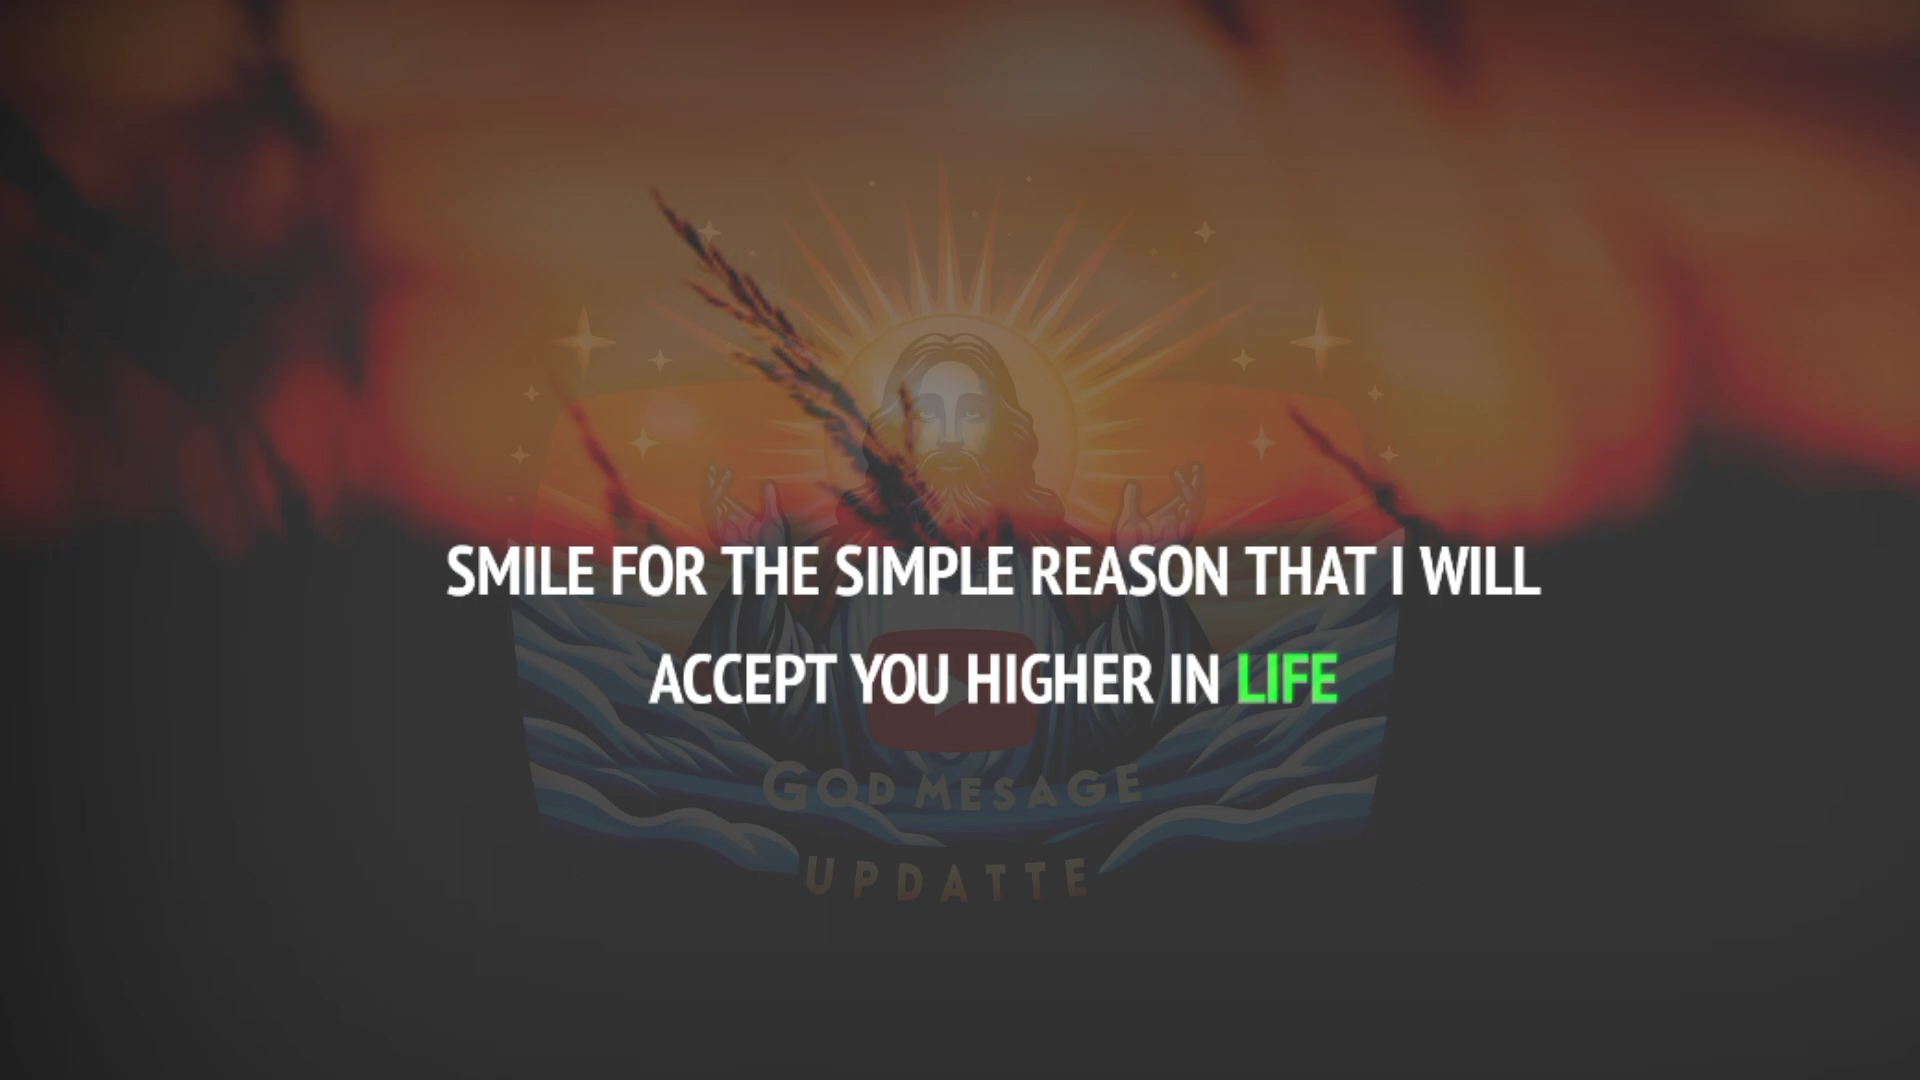 SMILE FOR THE SIMPLE REASON THAT I WILL
ACCEPT YOU HIGHER IN LIFE
GOD MESAGE
UPDATTE